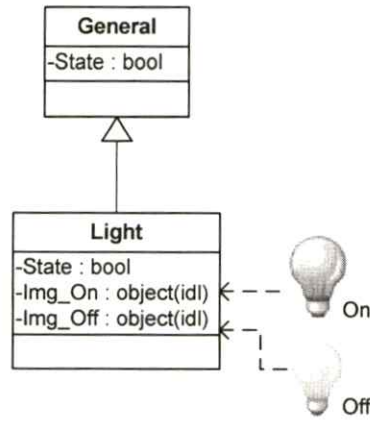 General
-State : bool
Light
-State : bool
-Img_On : object(idl)
-Img_Off : object(idl)
On
Off